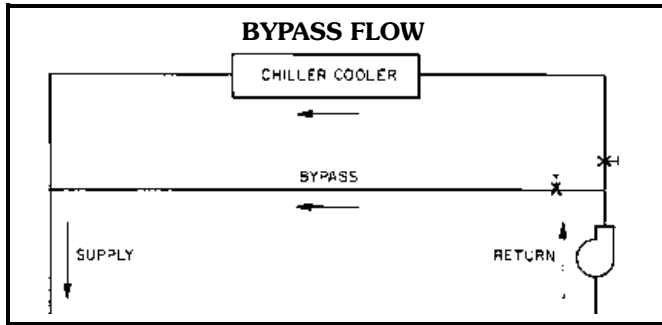 BYPASS FLOW
CHILLER COOLER
BYPASS
SUPPLY
RETURN